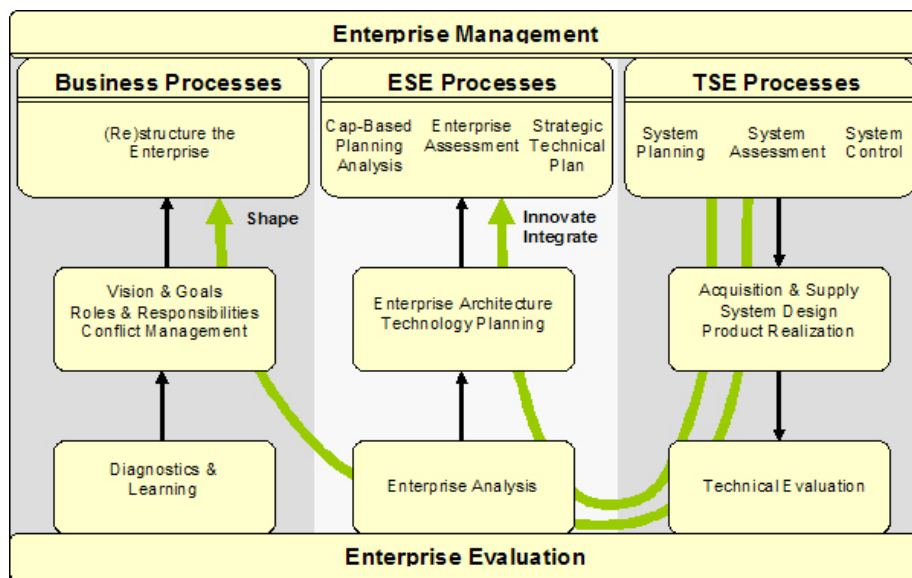 Enterprise Management
Business Processes
(Re)structure the
Enterprise
ESE Processes
Cap-Based
Planning
Analysis
Enterprise
Assessment
Strategic
Technical
Plan
TSE Processes
System
Planning
System
Assessment
System
Control
Shape
Innovate
Integrate
Vision & Goals
Roles & Responsibilities
Conflict Management
Enterprise Architecture
Technology Planning
Acquisition & Supply
System Design
Product Realization
Diagnostics &
Learning
Enterprise Analysis
Technical Evaluation
Enterprise Evaluation